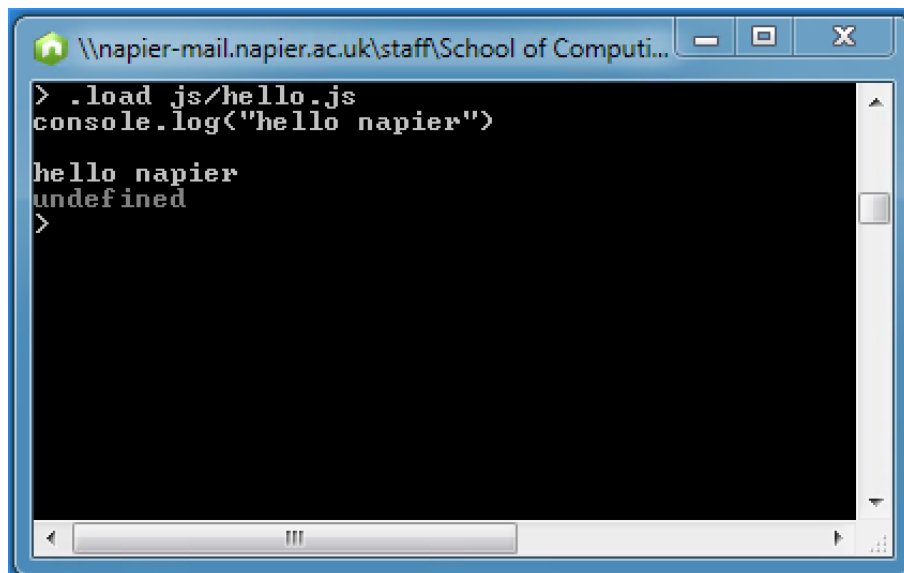 \\napier-mail.napier.ac.uk\staff\School of Computi...
> .load js/hello.js
console.log("hello napier")
hello napier
undefined
>